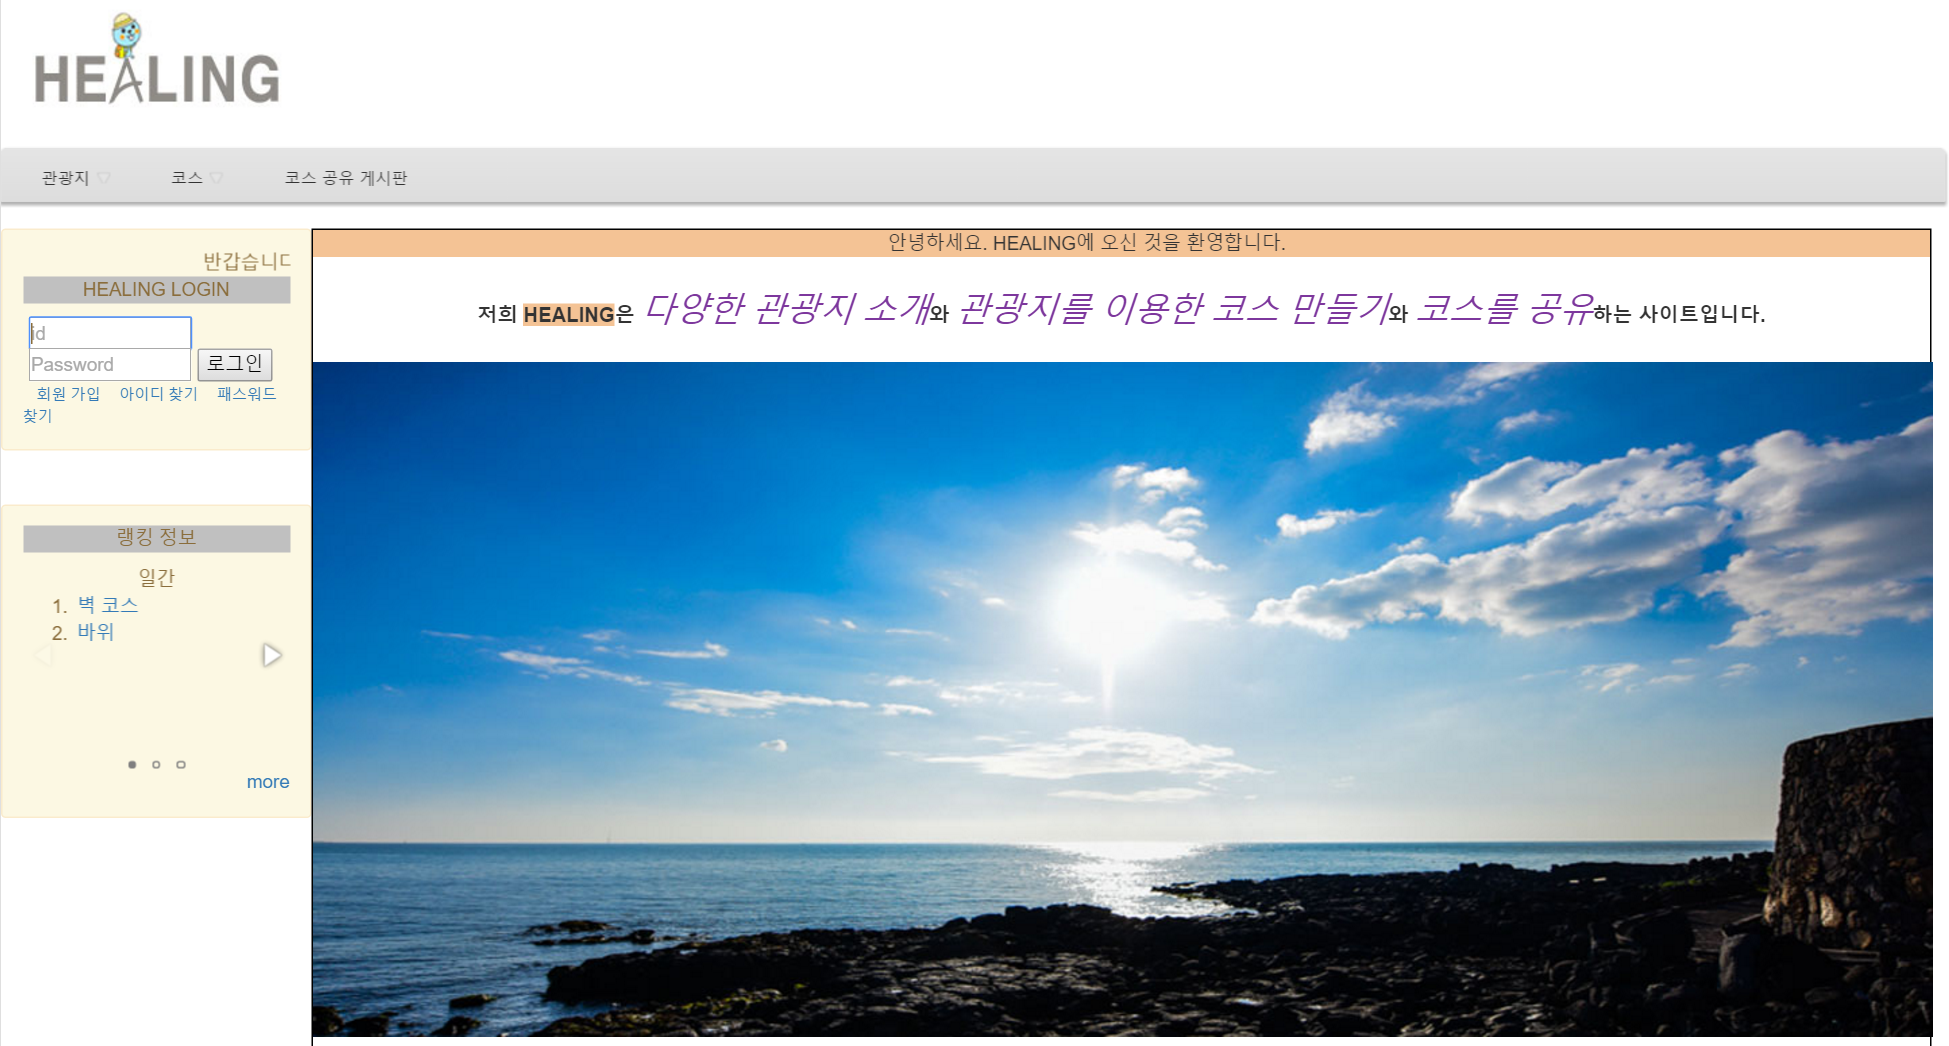 HEALING
관광지 ▽ 코스 ▽ 코스 공유 게시판
반갑습니
HEALING LOGIN
id
Password 로그인
회원 가입 아이디 찾기 패스워드
찾기
랭킹 정보
일간
1. 벽 코스
2. 바위
more
안녕하세요. HEALING에 오신 것을 환영합니다.
저희 HEALING은 다양한 관광지 소개와 관광지를 이용한 코스 만들기와 코스를 공유하는 사이트입니다.